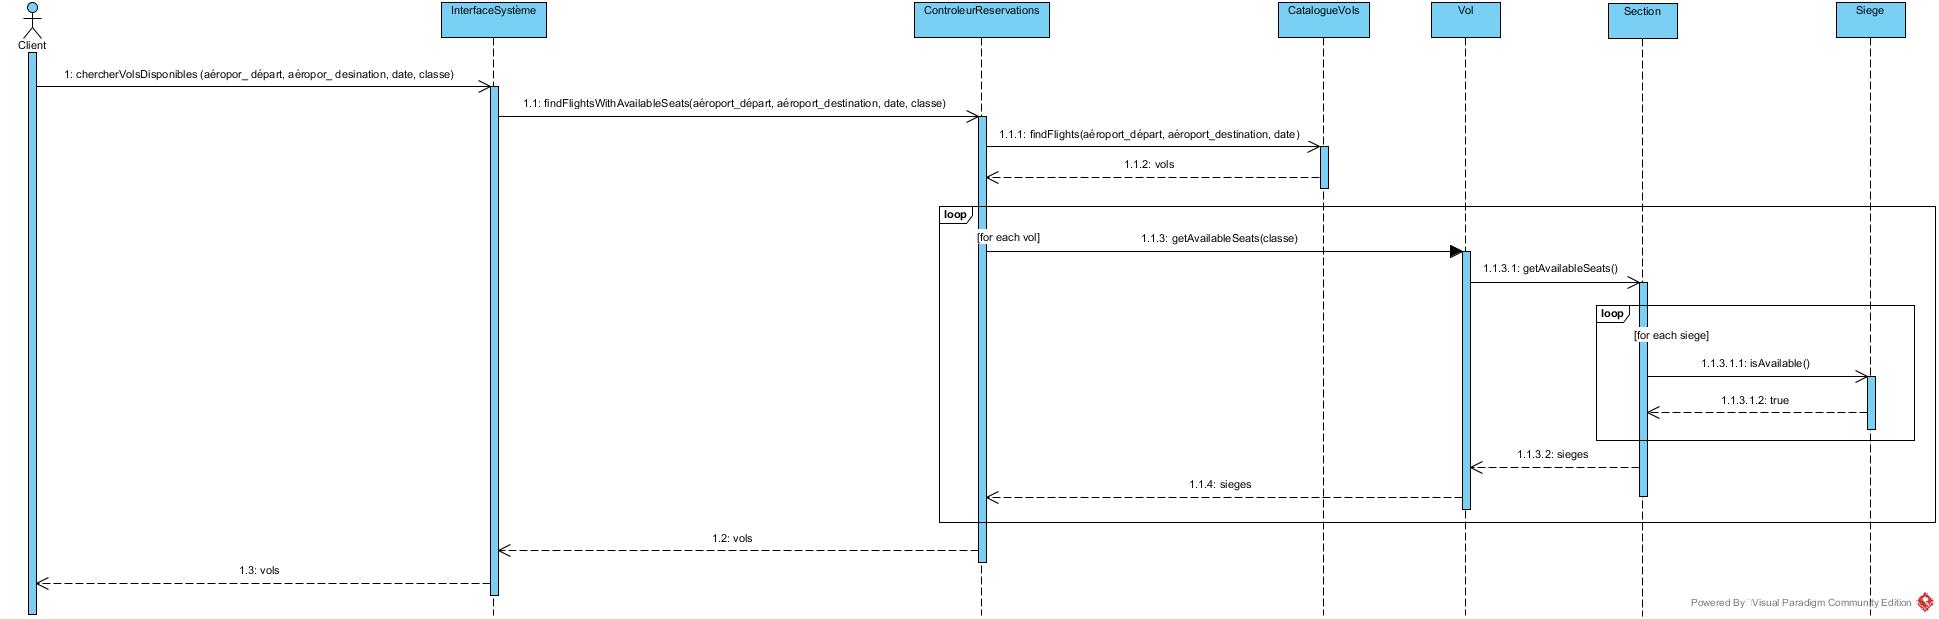 InterfaceSystème
ControleurReservations
CatalogueVols
Vol
Section
Siege
Client
1: chercherVolsDisponibles (aéropor_ départ, aéropor_ desination, date, classe)
1.1: findFlightsWithAvailableSeats(aéroport_départ, aéroport_destination, date, classe)
1.1.1: findFlights(aéroport_départ, aéroport_destination, date)
1.1.2: vols
loop
[for each vol]
1.1.3: getAvailableSeats(classe)
1.1.3.1: getAvailableSeats()
loop
[for each siege]
1.1.3.1.1: isAvailable()
1.1.3.1.2: true
1.1.3.2: sieges
1.1.4: sieges
1.2: vols
1.3: vols
Powered By Visual Paradigm Community Edition